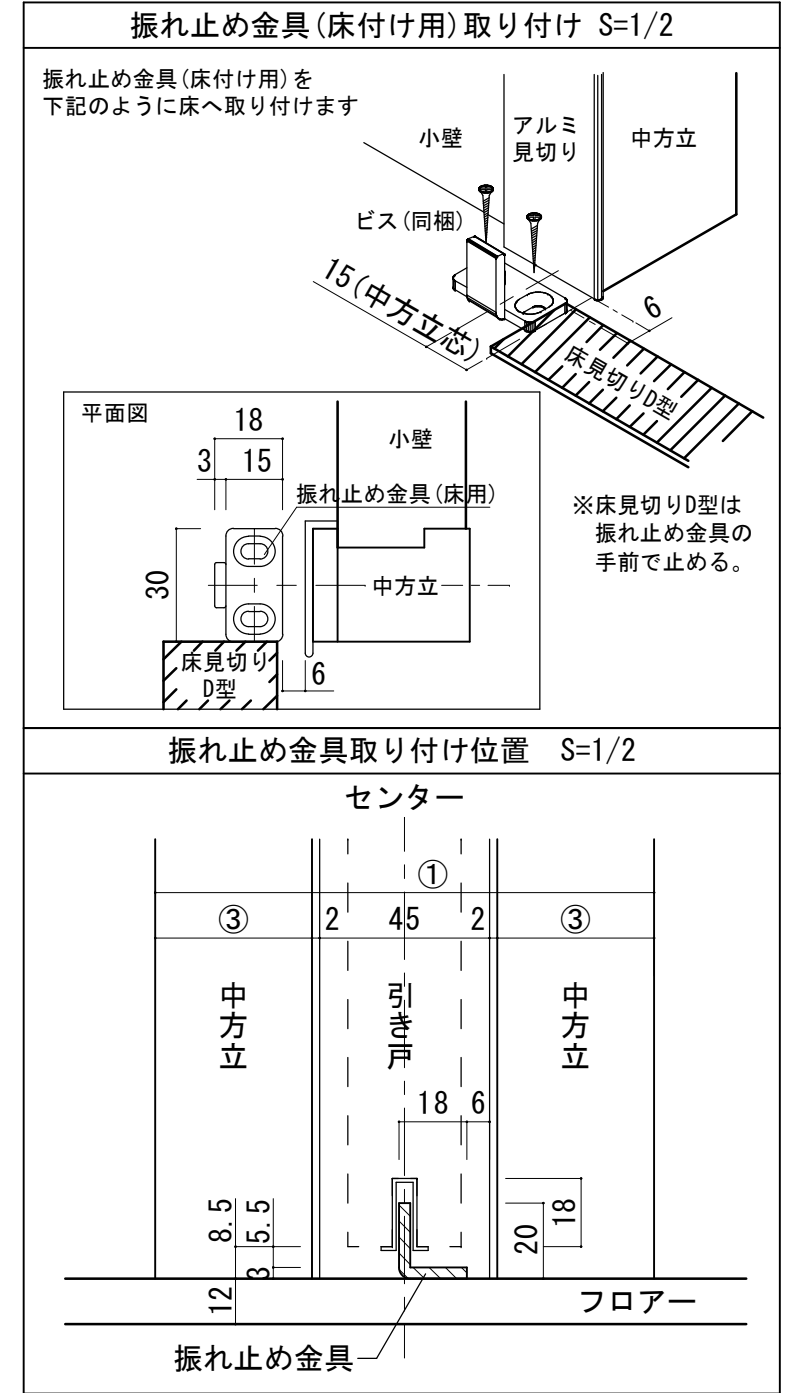 振れ止め金具(床付け用)取り付け S=1/2
振れ止め金具(床付け用)を
下記のように床へ取り付けます
小壁
アルミ
見切り
中方立
ビス(同梱)
15(中方立芯)
6
床見切りD型
平面図
18
3 15
小壁
振れ止め金具(床用)
30
中方立
床見切り
D型
6
※床見切りD型は
振れ止め金具の
手前で止める。
振れ止め金具取り付け位置 S=1/2
センター
①
③ 2 45 2 ③
中方立
引き戸
中方立
18 6
8.5
5.5
3
12
20
18
フロアー
振れ止め金具